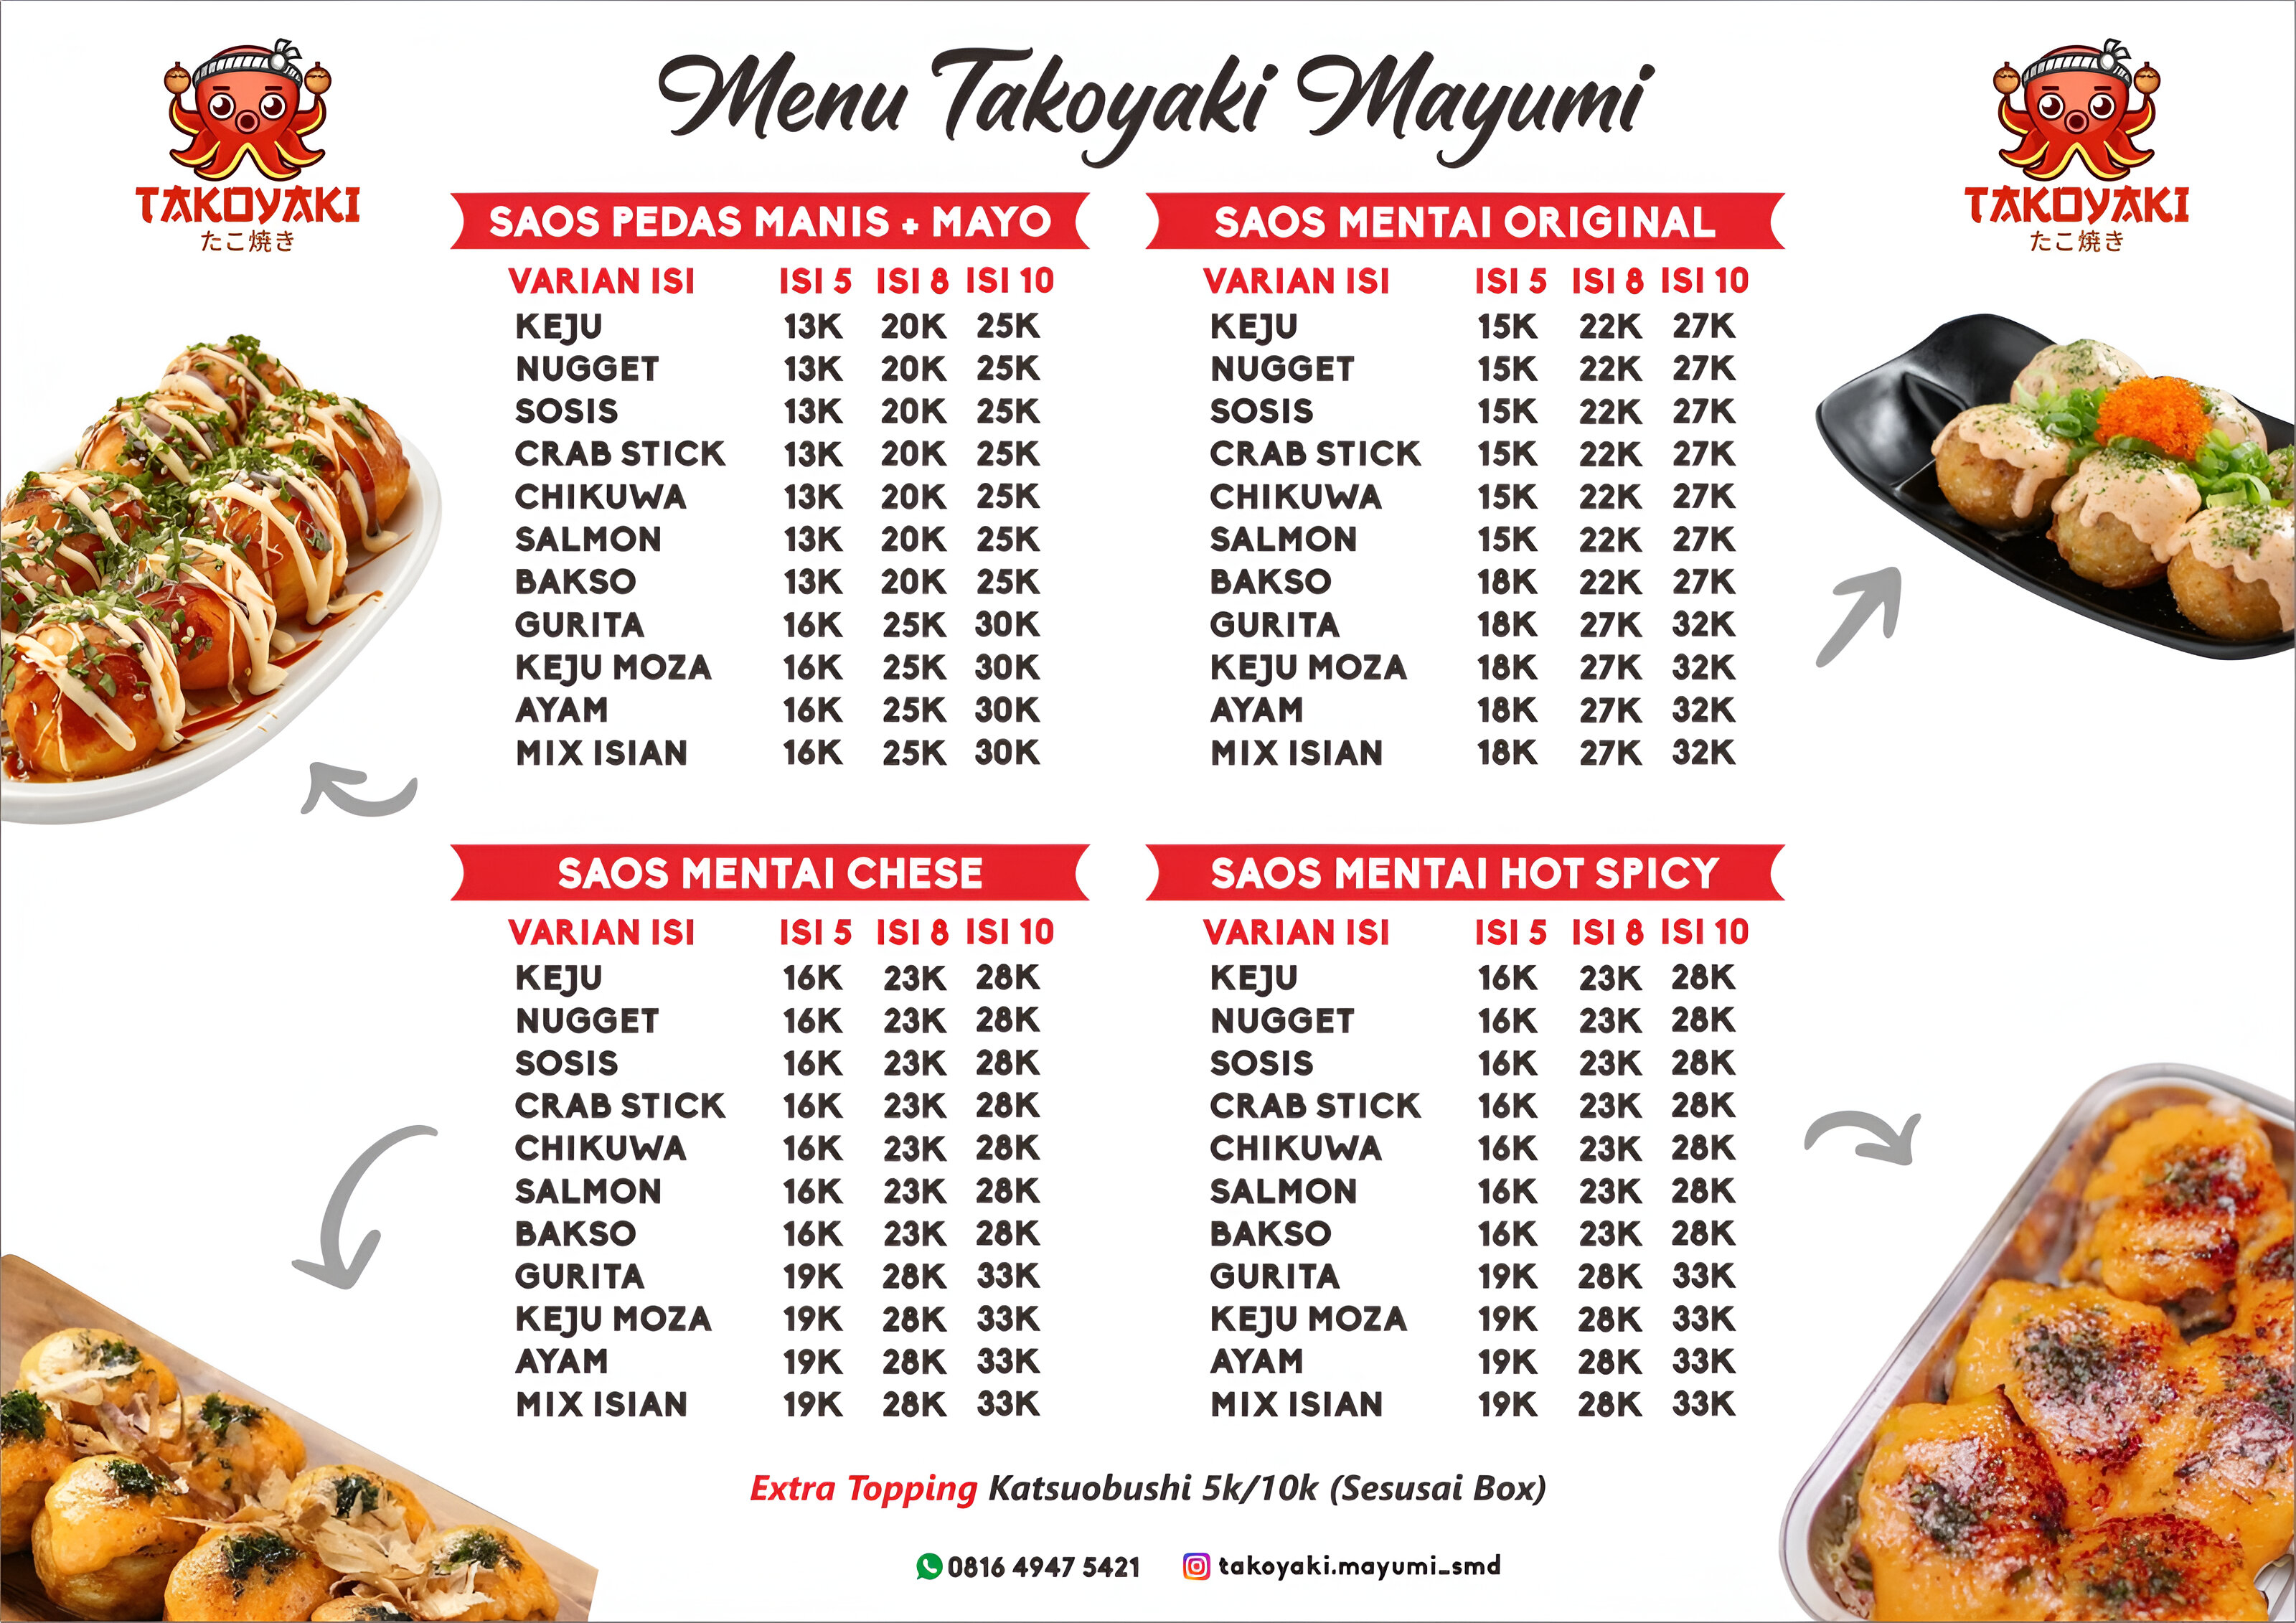 Menu Takoyaki Mayumi
TAKOYAKI
たこ焼き
TAKOYAKI
たこ焼き
SAOS PEDAS MANIS + MAYO
VARIAN ISI ISI 5 ISI 8 ISI 10
KEJU 13K 20K 25K
NUGGET 13K 20K 25K
SOSIS 13K 20K 25K
CRAB STICK 13K 20K 25K
CHIKUWA 13K 20K 25K
SALMON 13K 20K 25K
BAKSO 13K 20K 25K
GURITA 16K 25K 30K
KEJU MOZA 16K 25K 30K
AYAM 16K 25K 30K
MIX ISIAN 16K 25K 30K
SAOS MENTAI ORIGINAL
VARIAN ISI ISI 5 ISI 8 ISI 10
KEJU 15K 22K 27K
NUGGET 15K 22K 27K
SOSIS 15K 22K 27K
CRAB STICK 15K 22K 27K
CHIKUWA 15K 22K 27K
SALMON 15K 22K 27K
BAKSO 18K 22K 27K
GURITA 18K 27K 32K
KEJU MOZA 18K 27K 32K
AYAM 18K 27K 32K
MIX ISIAN 18K 27K 32K
SAOS MENTAI CHESE
VARIAN ISI ISI 5 ISI 8 ISI 10
KEJU 16K 23K 28K
NUGGET 16K 23K 28K
SOSIS 16K 23K 28K
CRAB STICK 16K 23K 28K
CHIKUWA 16K 23K 28K
SALMON 16K 23K 28K
BAKSO 16K 23K 28K
GURITA 19K 28K 33K
KEJU MOZA 19K 28K 33K
AYAM 19K 28K 33K
MIX ISIAN 19K 28K 33K
SAOS MENTAI HOT SPICY
VARIAN ISI ISI 5 ISI 8 ISI 10
KEJU 16K 23K 28K
NUGGET 16K 23K 28K
SOSIS 16K 23K 28K
CRAB STICK 16K 23K 28K
CHIKUWA 16K 23K 28K
SALMON 16K 23K 28K
BAKSO 16K 23K 28K
GURITA 19K 28K 33K
KEJU MOZA 19K 28K 33K
AYAM 19K 28K 33K
MIX ISIAN 19K 28K 33K
Extra Topping Katsuobushi 5k/10k (Sesusai Box)
0816 4947 5421 takoyaki.mayumi_smd